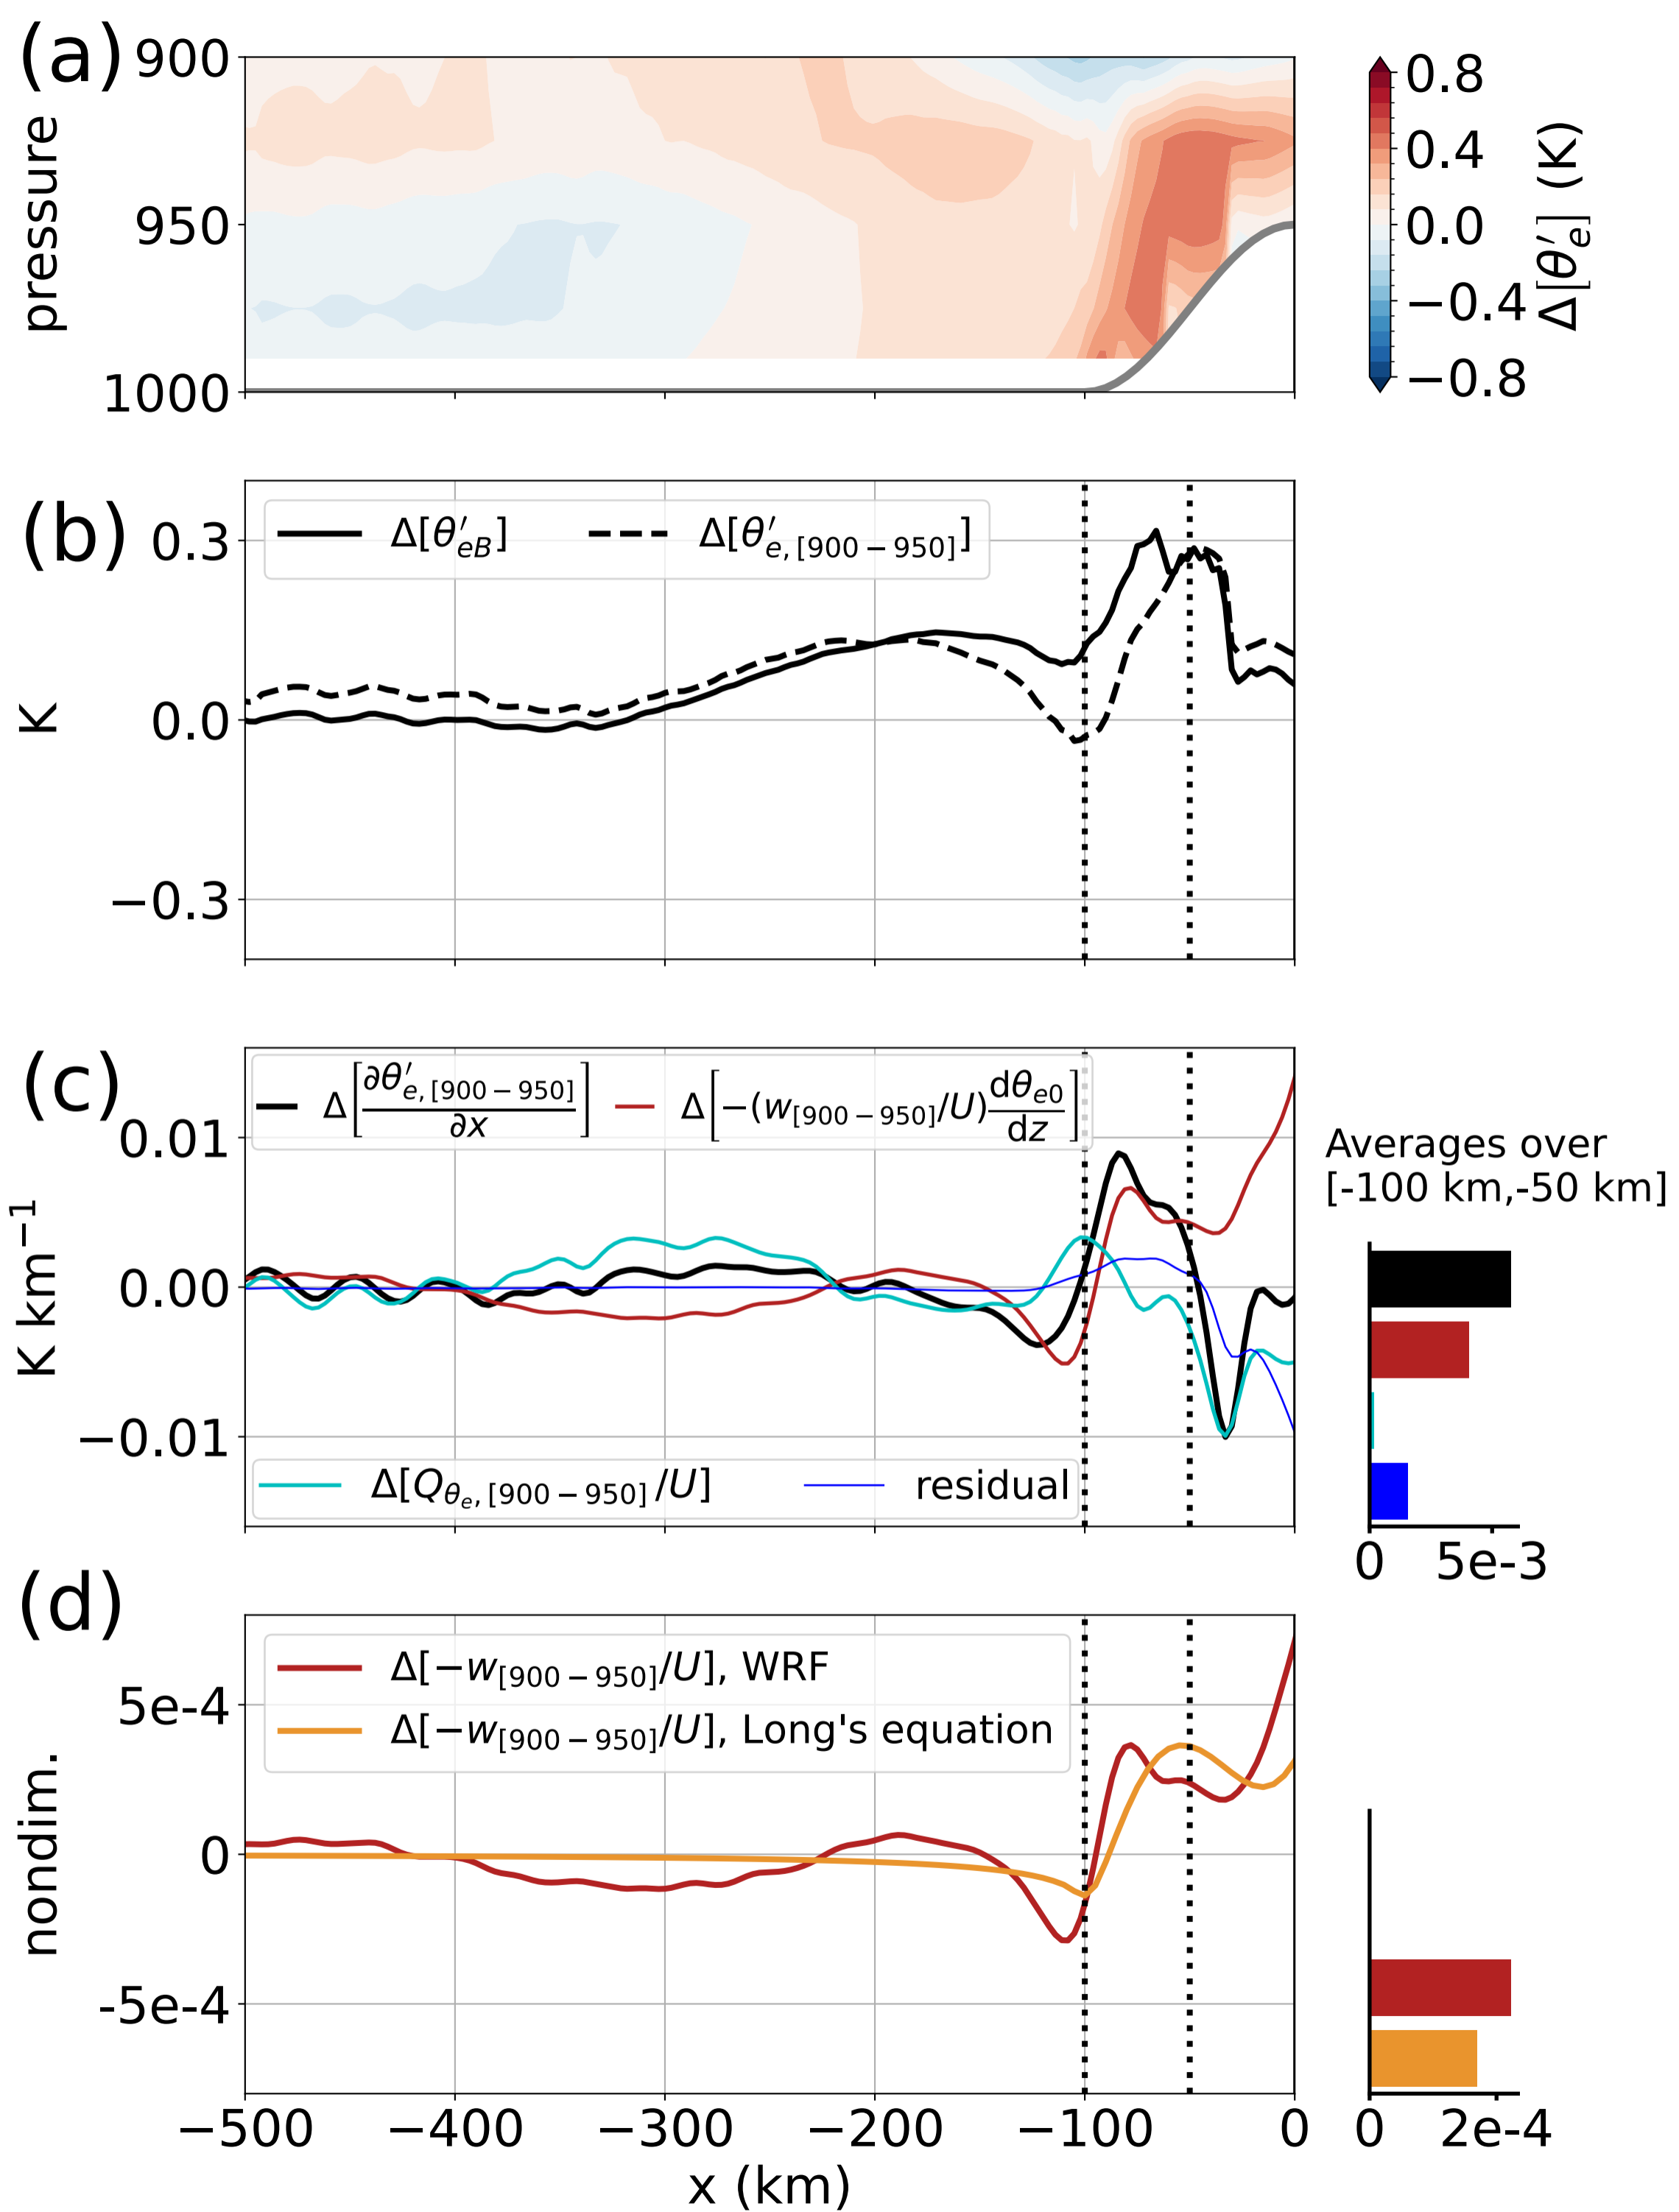 (a)
900
950
1000
pressure
0.8
0.4
0.0
−0.4
−0.8
Δ[θ′e] (K)
(b)
0.3
0.0
−0.3
K
Δ[θ′eB]
Δ[θ′e, [900 − 950]]
(c)
0.01
0.00
−0.01
K km−1
Δ[∂θ′e, [900 − 950]/∂x]
Δ[−(w[900 − 950]/U)dθe0/dz]
Δ[Qθe, [900 − 950]/U]
residual
Averages over
[-100 km,-50 km]
0
5e-3
(d)
5e-4
0
-5e-4
nondim.
Δ[−w[900 − 950]/U], WRF
Δ[−w[900 − 950]/U], Long's equation
−500
−400
−300
−200
−100
0
x (km)
0
2e-4